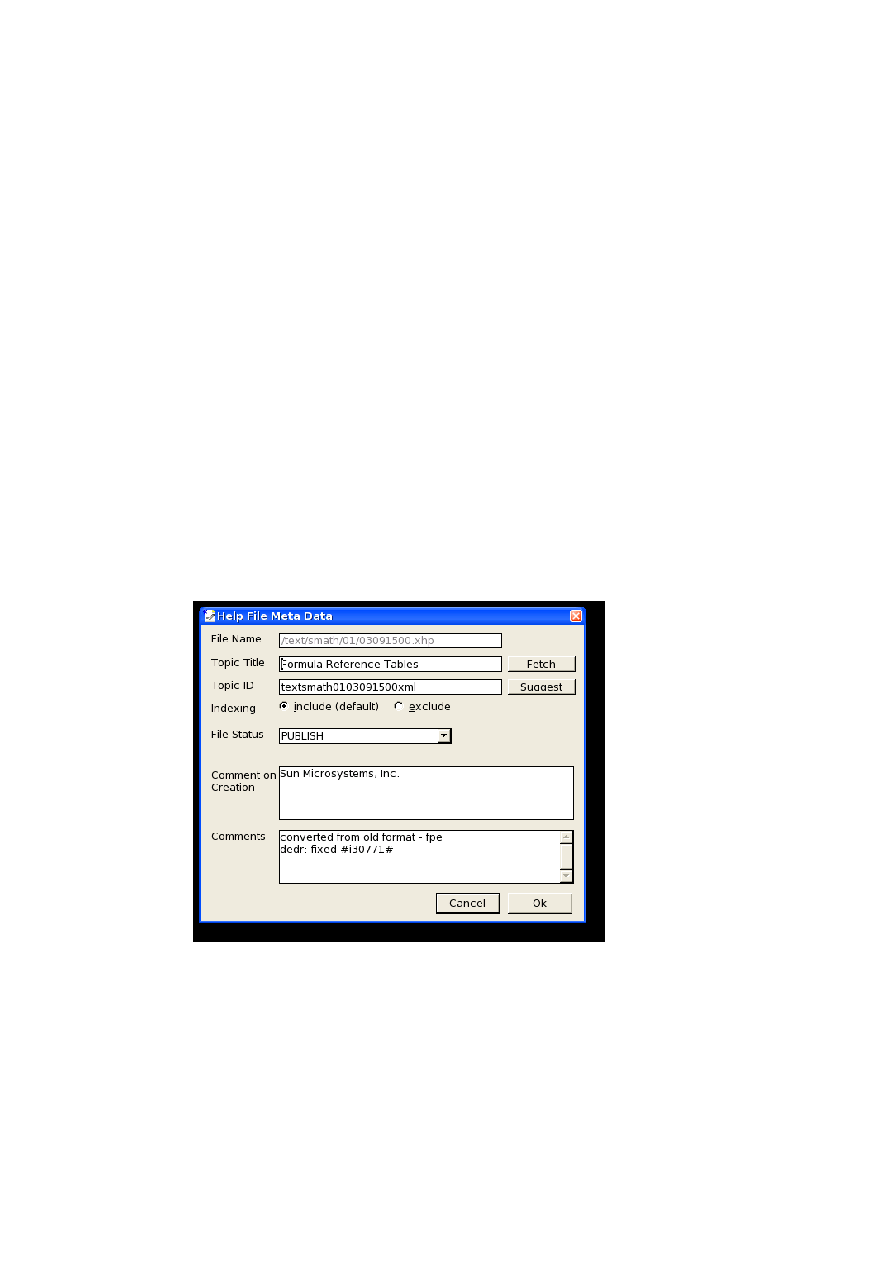 Help File Meta Data
File Name /text/smath/01/03091500.xhp
Topic Title Formula Reference Tables Fetch
Topic ID textsmath0103091500xml Suggest
Indexing include (default) exclude
File Status PUBLISH
Comment on Creation Sun Microsystems, Inc.
Comments converted from old format - fpe
dedr: fixed #i30771#
Cancel Ok